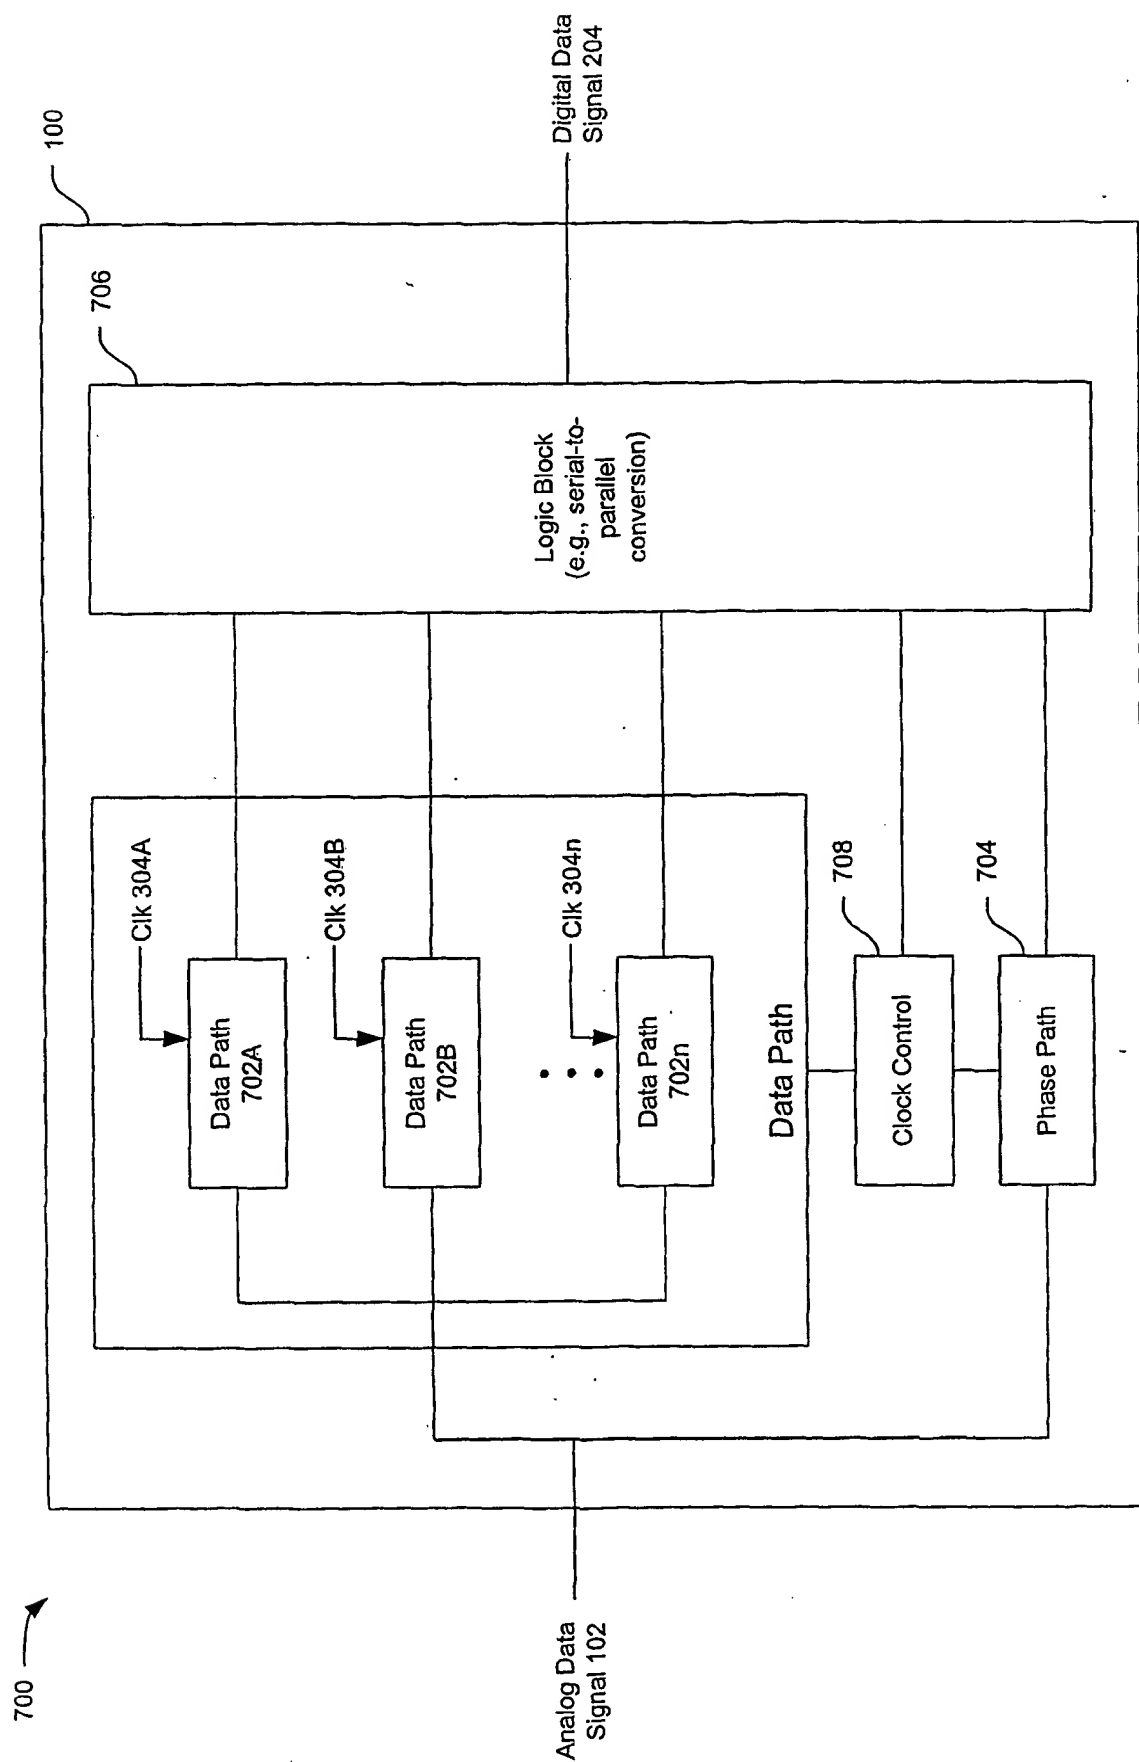 700
100
706
Clk 304A
Data Path
702A
Clk 304B
Data Path
702B
Clk 304n
Data Path
702n
Data Path
Logic Block
(e.g., serial-to-
parallel
conversion)
Analog Data
Signal 102
Digital Data
Signal 204
708
Clock Control
704
Phase Path